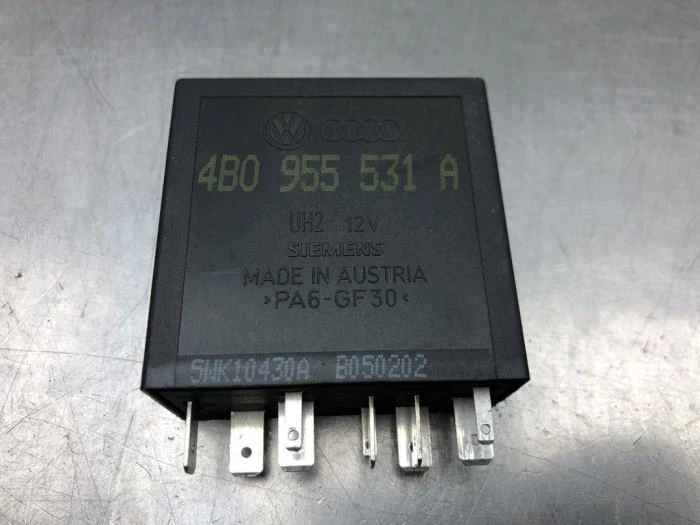 4B0 955 531 A
UH2 12V
SIEMENS
MADE IN AUSTRIA
>PA6-GF30<
5WK10430A B050202